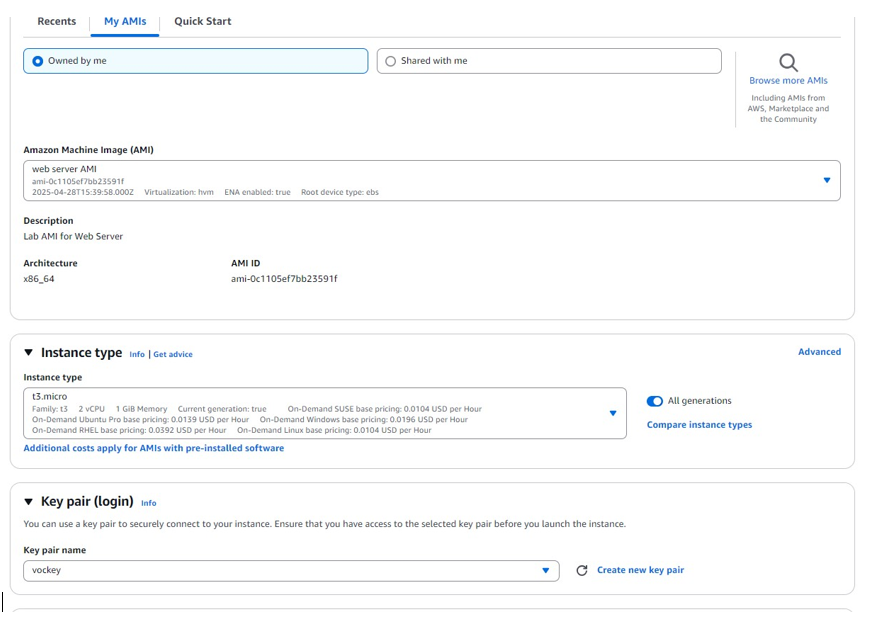 Recents My AMIs Quick Start
Owned by me Shared with me
Browse more AMIs
Including AMIs from
AWS, Marketplace and
the Community
Amazon Machine Image (AMI)
web server AMI
ami-0c1105ef7bb23591f
2025-04-28T15:39:58.000Z Virtualization: hvm ENA enabled: true Root device type: ebs
Description
Lab AMI for Web Server
Architecture AMI ID
x86_64 ami-0c1105ef7bb23591f
Instance type Info | Get advice Advanced
Instance type
t3.micro
Family: t3 2 vCPU 1 GiB Memory Current generation: true On-Demand SUSE base pricing: 0.0104 USD per Hour
On-Demand Ubuntu Pro base pricing: 0.0139 USD per Hour On-Demand Windows base pricing: 0.0196 USD per Hour
On-Demand RHEL base pricing: 0.0392 USD per Hour On-Demand Linux base pricing: 0.0104 USD per Hour
All generations
Compare instance types
Additional costs apply for AMIs with pre-installed software
Key pair (login) Info
You can use a key pair to securely connect to your instance. Ensure that you have access to the selected key pair before you launch the instance.
Key pair name
vockey Create new key pair